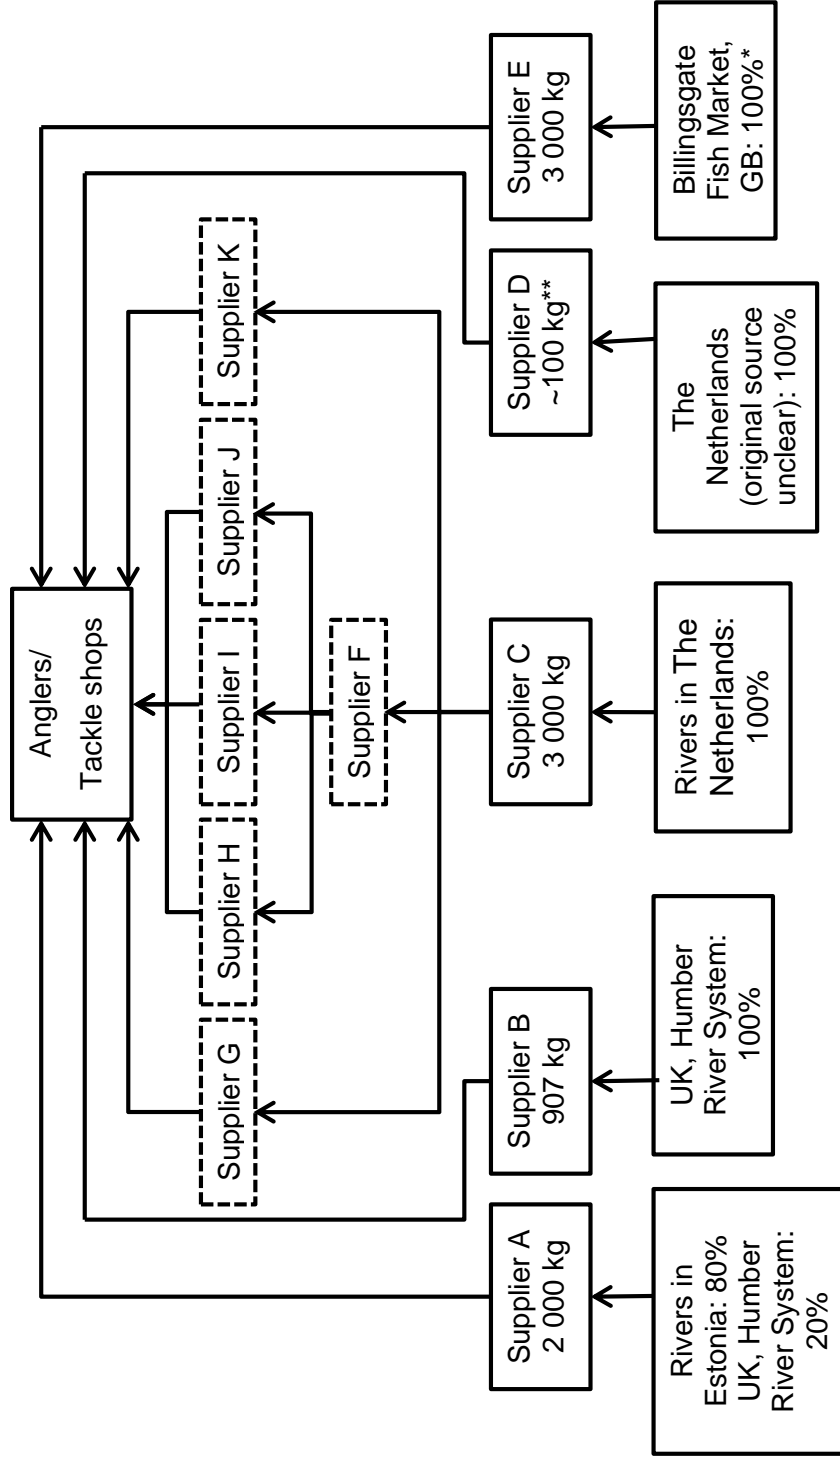 Anglers/
Tackle shops
Supplier G
Supplier H
Supplier I
Supplier J
Supplier K
Supplier F
Supplier A
2 000 kg
Supplier B
907 kg
Supplier C
3 000 kg
Supplier D
~100 kg**
Supplier E
3 000 kg
Rivers in
Estonia: 80%
UK, Humber
River System:
20%
UK, Humber
River System:
100%
Rivers in The
Netherlands:
100%
The
Netherlands
(original source
unclear): 100%
Billingsgate
Fish Market,
GB: 100%*